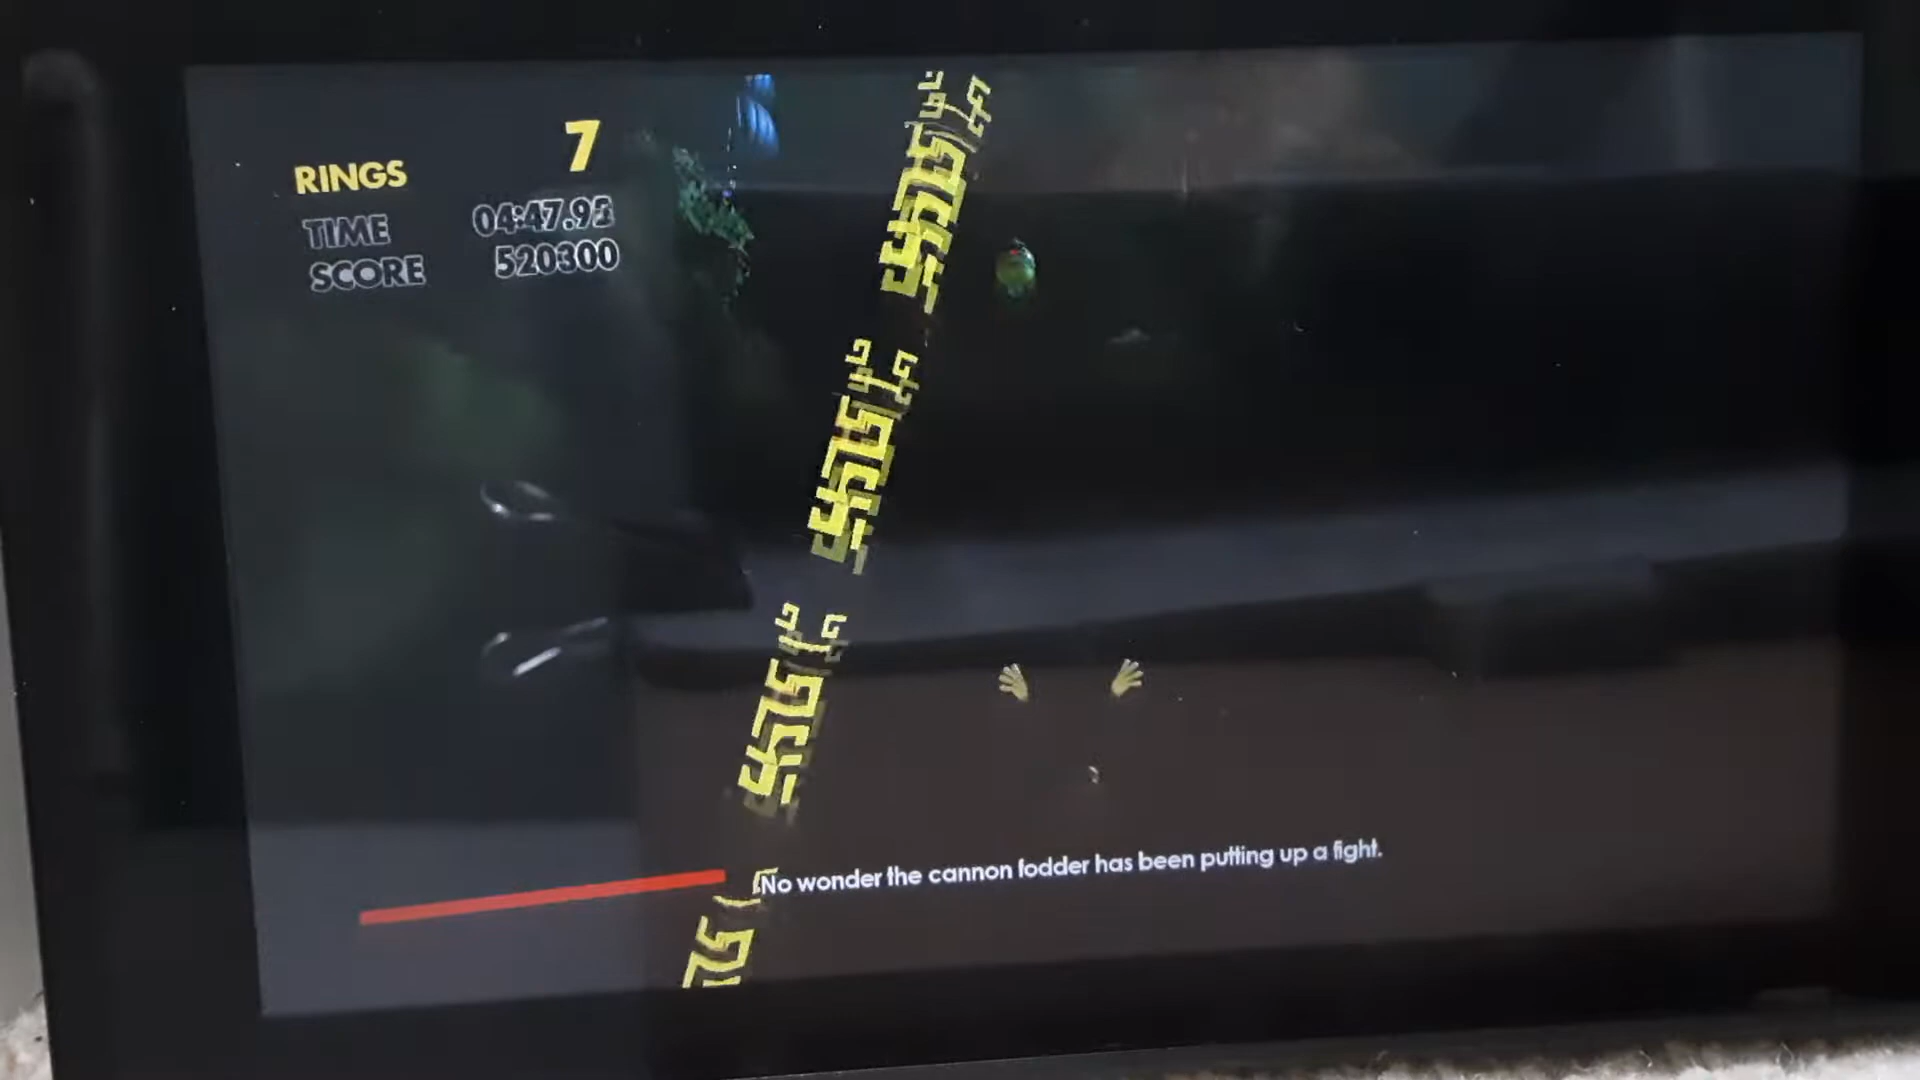 RINGS 7
TIME 04:47.93
SCORE 520300
No wonder the cannon fodder has been putting up a fight.